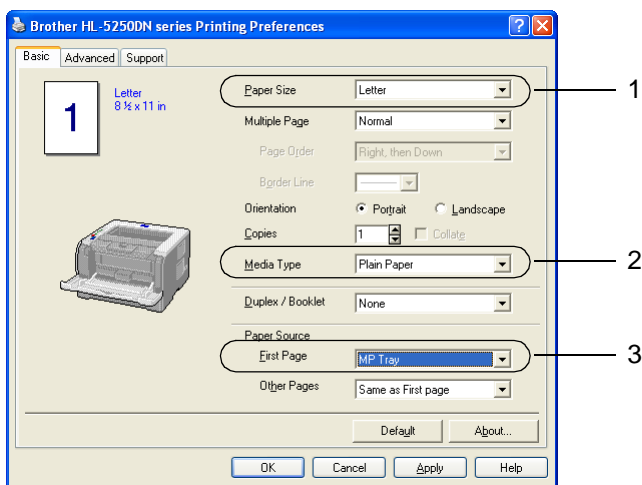 Brother HL-5250DN series Printing Preferences
Basic Advanced Support
1
Letter
8 ½ x 11 in
Paper Size Letter 1
Multiple Page Normal
Page Order Right, then Down
Border Line
Orientation Portrait Landscape
Copies 1 Collate
Media Type Plain Paper 2
Duplex / Booklet None
Paper Source
First Page MP Tray 3
Other Pages Same as First page
Default About...
OK Cancel Apply Help